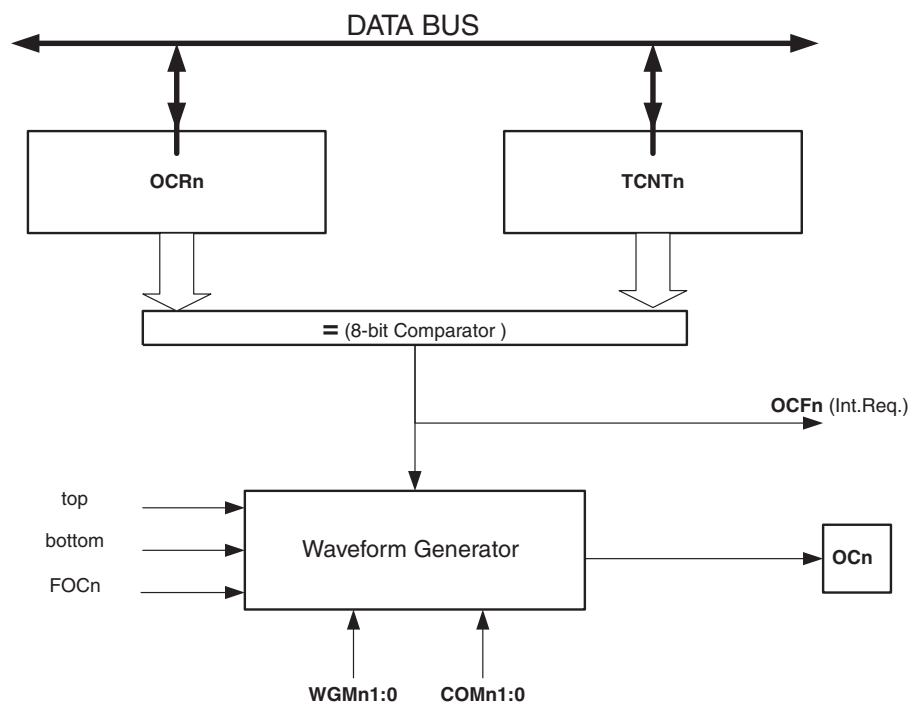 DATA BUS
OCRn
TCNTn
= (8-bit Comparator )
OCFn (Int.Req.)
top
bottom
FOCn
Waveform Generator
OCn
WGMn1:0
COMn1:0